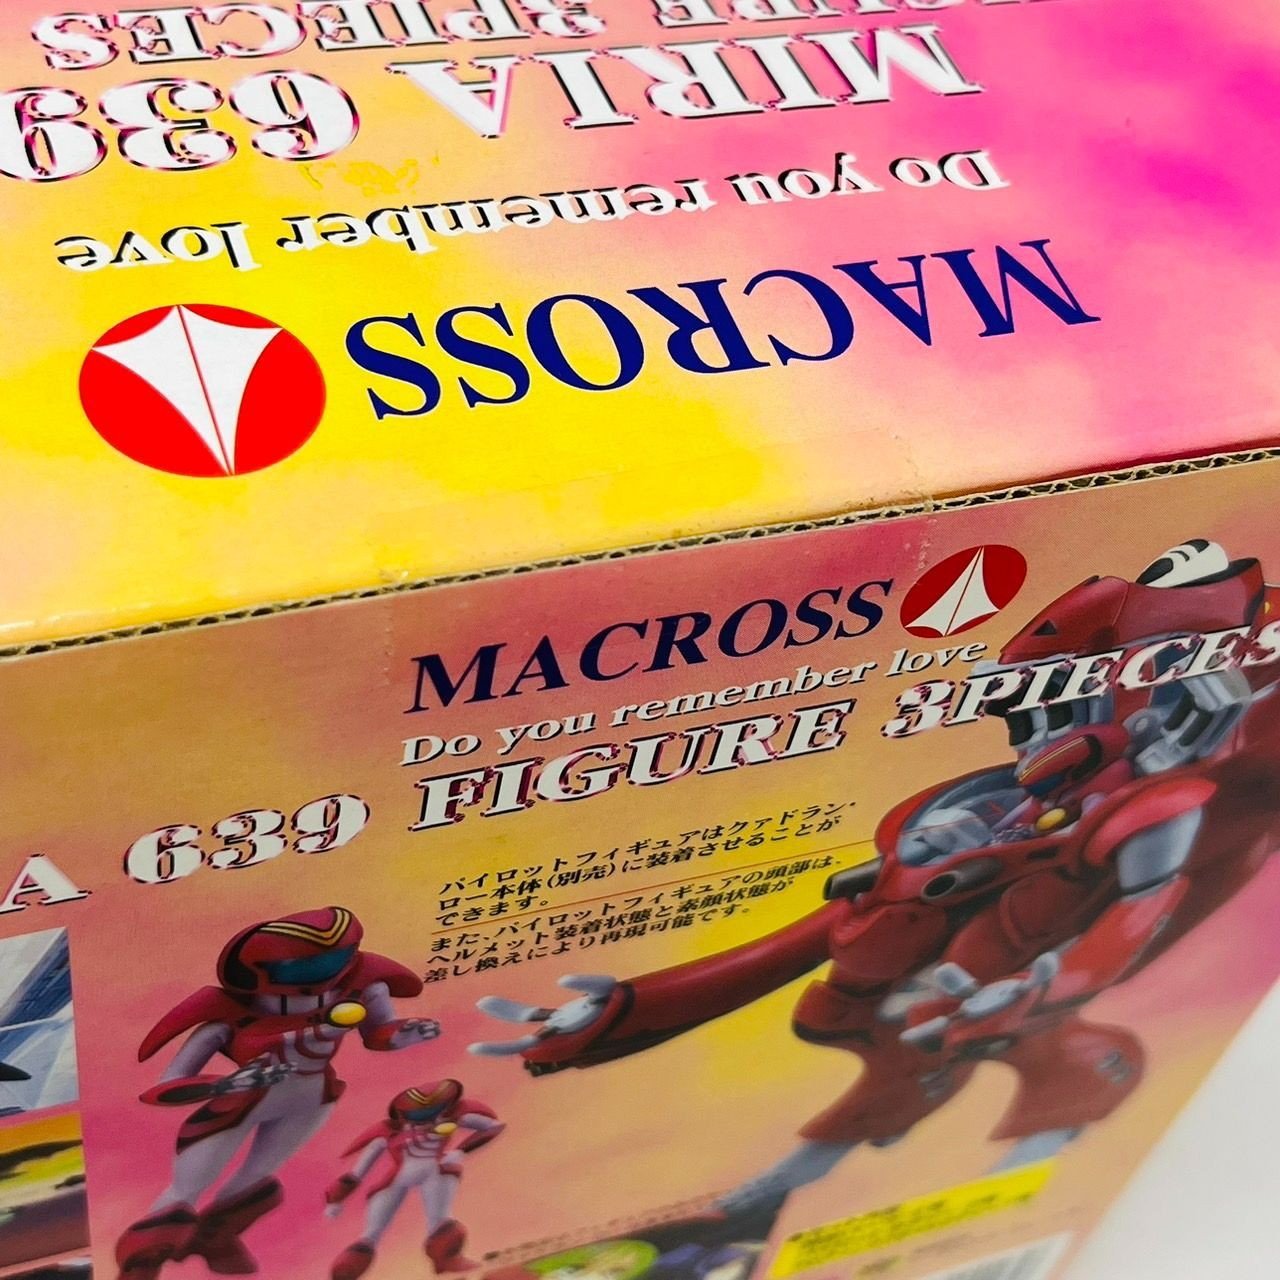 MACROSS
Do you remember love
MIRIA 639
FIGURE 3PIECES
MACROSS
Do you remember love
A 639 FIGURE 3PIECES
パイロットフィギュアはクァドラン・
ロー本体（別売）に装着させることが
できます。
また、パイロットフィギュアの頭部は、
ヘルメット装着状態と素顔状態が
差し換えにより再現可能です。